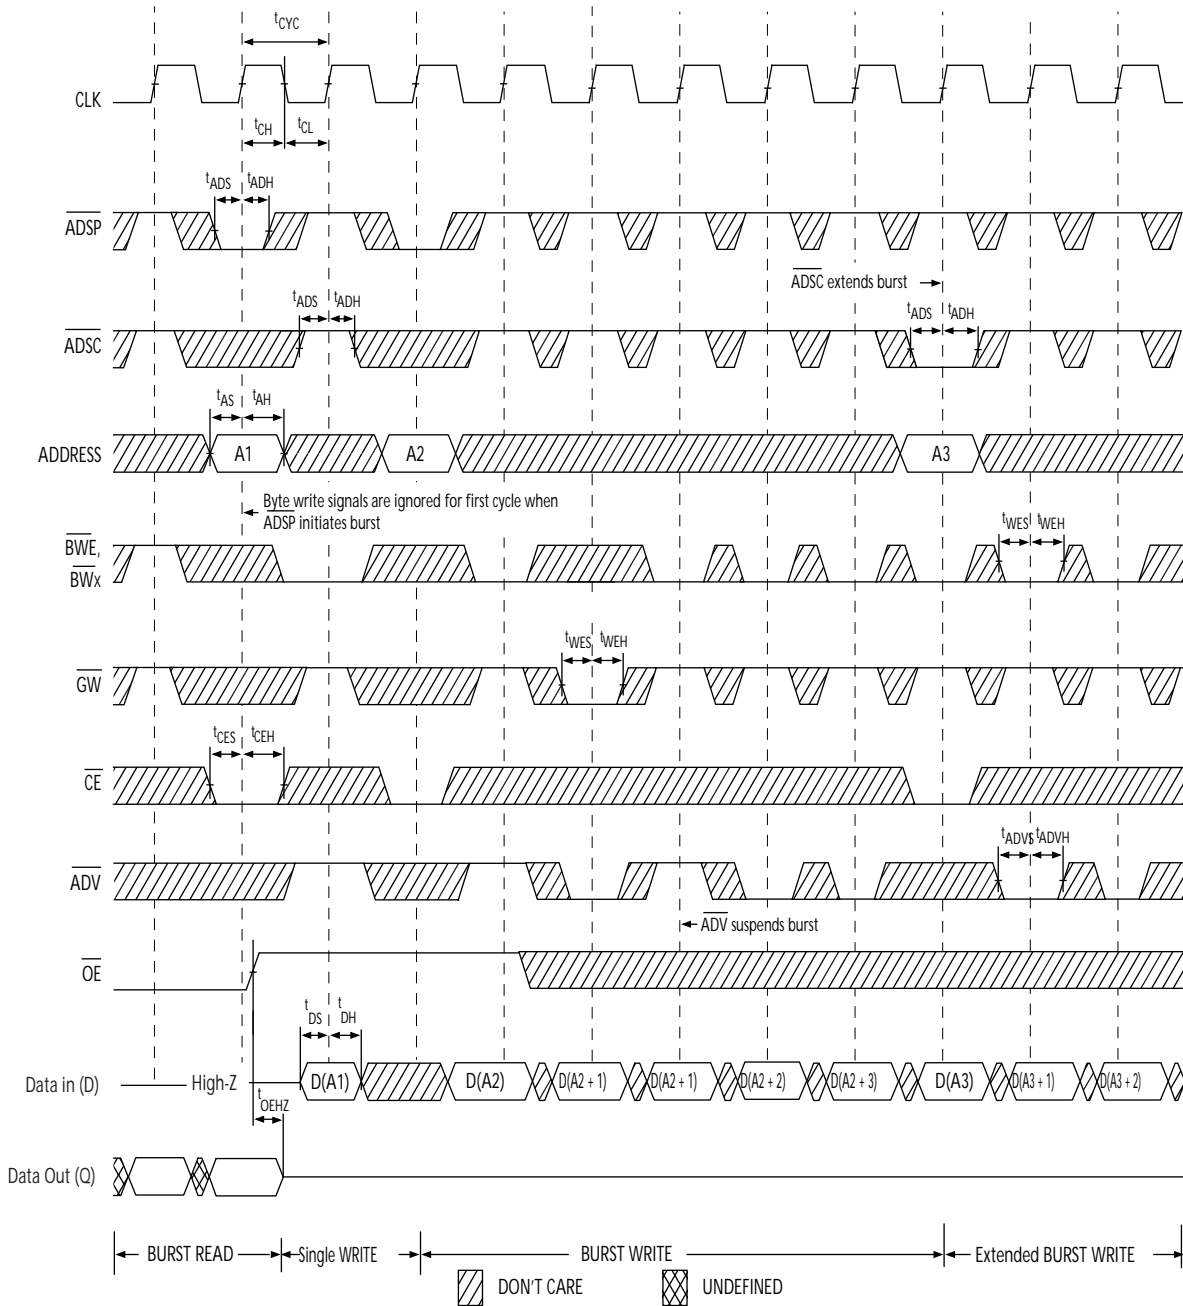 tCYC
CLK
tCH
tCL
tADS
tADH
ADSP
ADSC extends burst
tADS
tADH
tADS
tADH
ADSC
tAS
tAH
ADDRESS
A1
A2
A3
Byte write signals are ignored for first cycle when
ADSP initiates burst
tWES
tWEH
BWE,
BWx
tWES
tWEH
GW
tCES
tCEH
CE
tADVS
tADVH
ADV
ADV suspends burst
OE
tDS
tDH
Data in (D)
High-Z
D(A1)
D(A2)
D(A2 + 1)
D(A2 + 1)
D(A2 + 2)
D(A2 + 3)
D(A3)
D(A3 + 1)
D(A3 + 2)
tOEHZ
Data Out (Q)
BURST READ
Single WRITE
BURST WRITE
Extended BURST WRITE
DON'T CARE
UNDEFINED